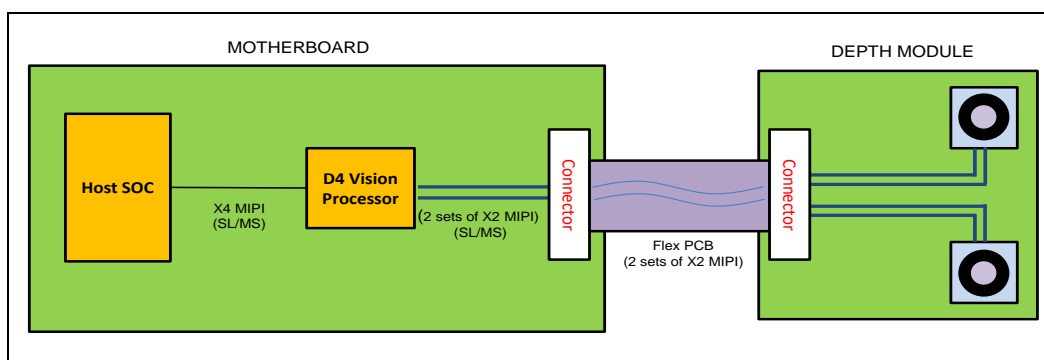 MOTHERBOARD
DEPTH MODULE
Host SOC
X4 MIPI
(SL/MS)
D4 Vision
Processor
(2 sets of X2 MIPI)
(SL/MS)
Connector
Flex PCB
(2 sets of X2 MIPI)
Connector